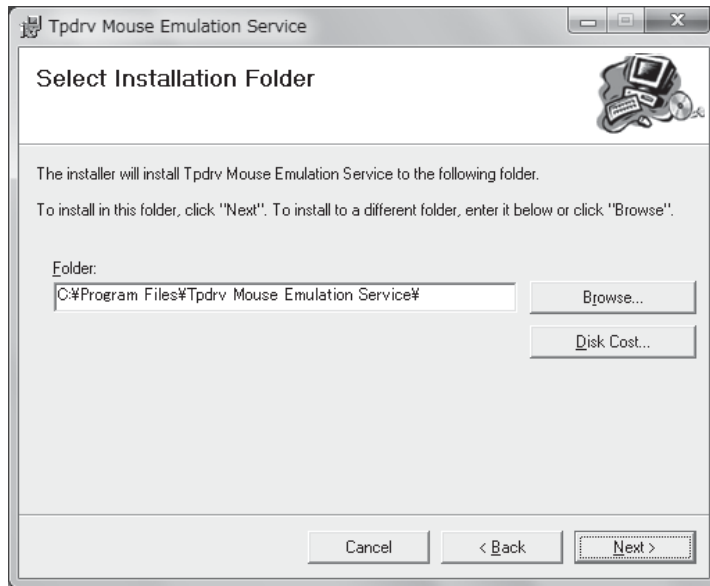 Tpdrv Mouse Emulation Service
Select Installation Folder
The installer will install Tpdrv Mouse Emulation Service to the following folder.
To install in this folder, click "Next". To install to a different folder, enter it below or click "Browse".
Folder:
C:¥Program Files¥Tpdrv Mouse Emulation Service¥
Browse...
Disk Cost...
Cancel
< Back
Next >